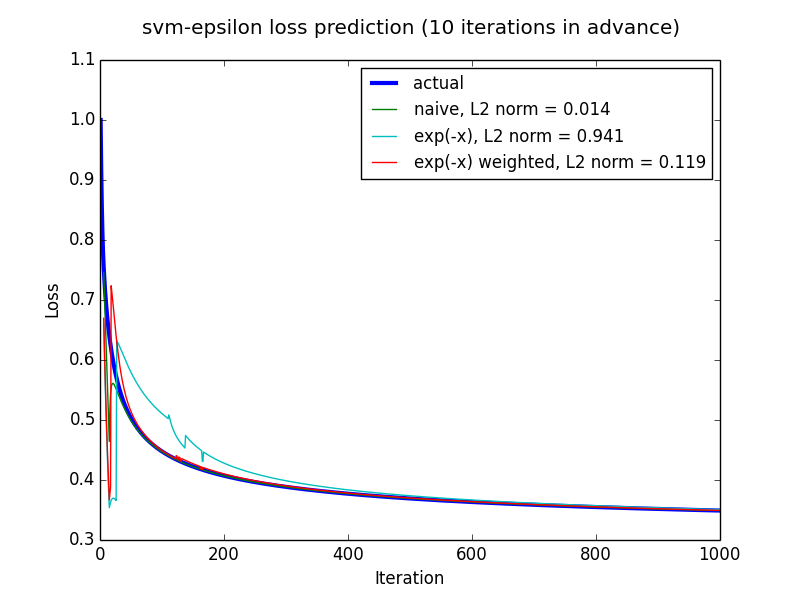 svm-epsilon loss prediction (10 iterations in advance)
1.1
1.0
0.9
0.8
0.7
0.6
0.5
0.4
0.3
Loss
actual
naive, L2 norm = 0.014
exp(-x), L2 norm = 0.941
exp(-x) weighted, L2 norm = 0.119
0 200 400 600 800 1000
Iteration